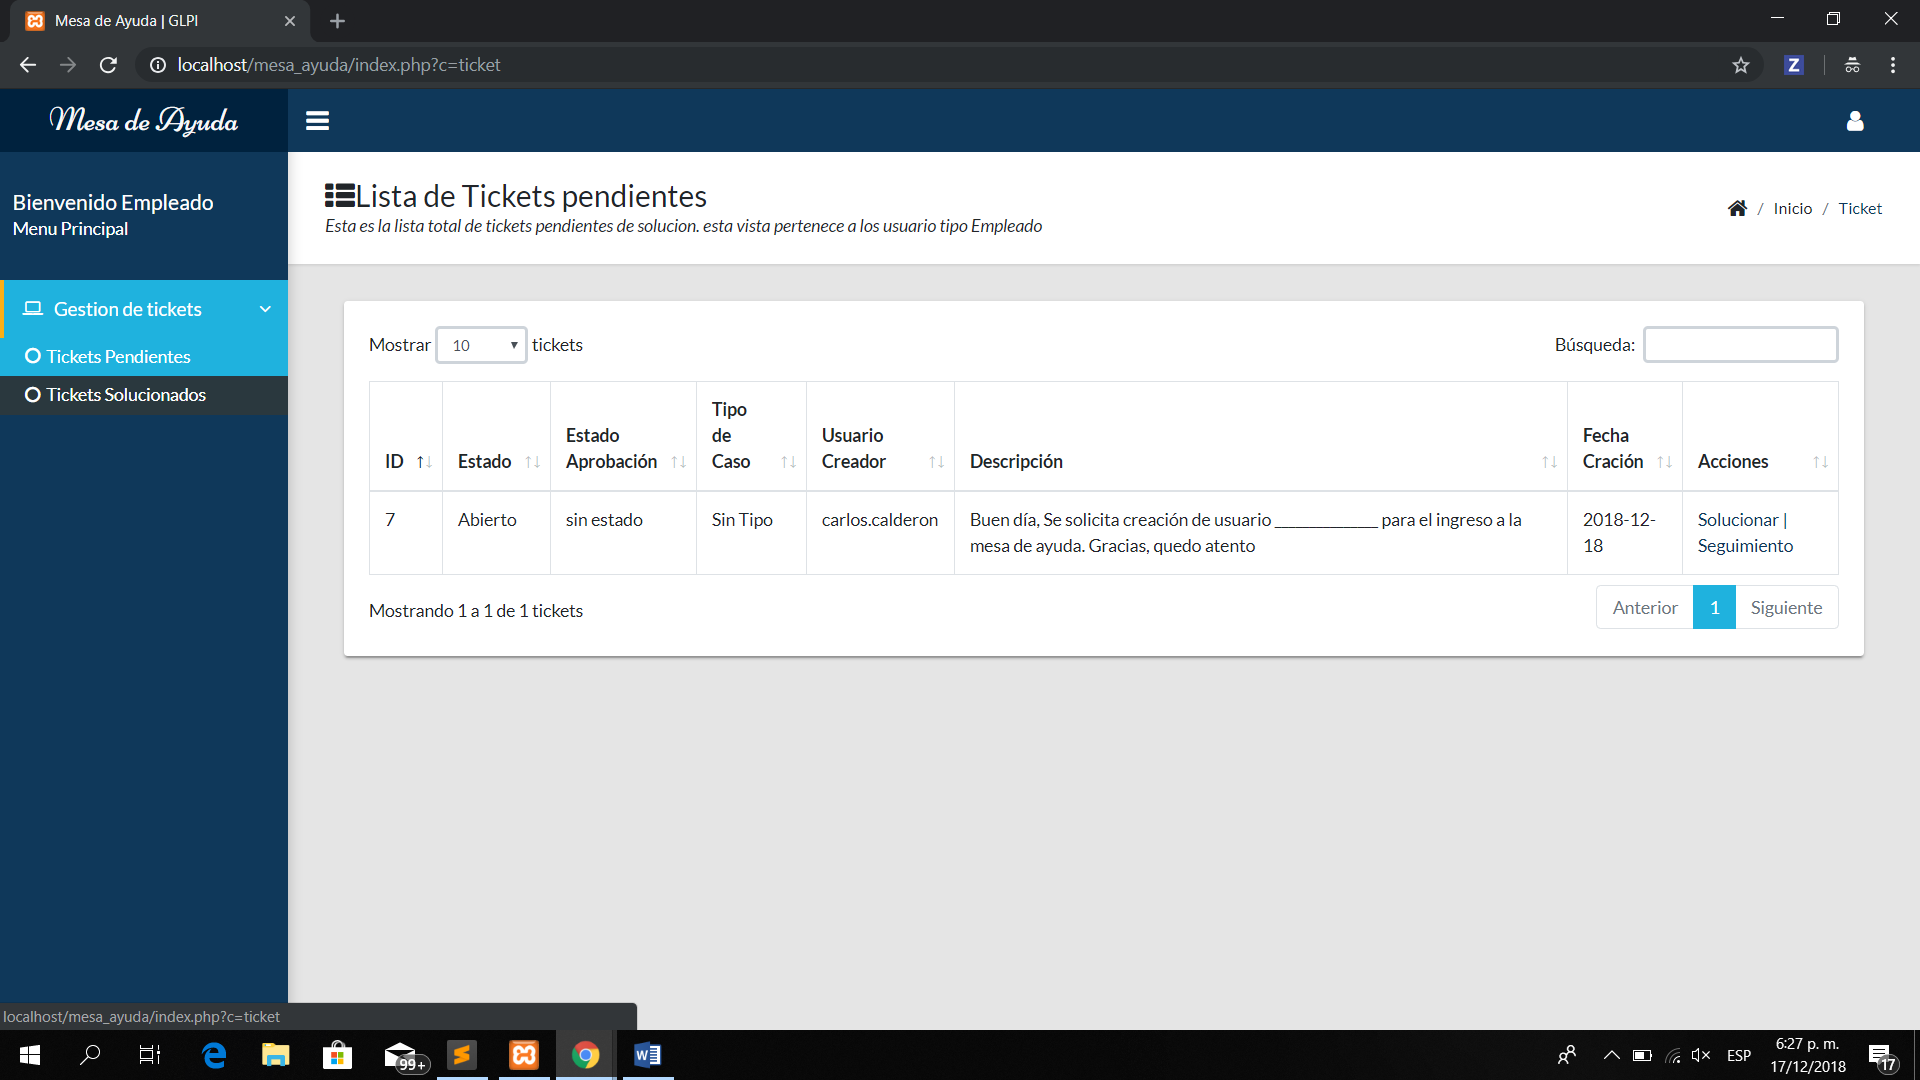 Mesa de Ayuda | GLPI
localhost/mesa_ayuda/index.php?c=ticket
Mesa de Ayuda
Bienvenido Empleado
Menu Principal
Gestion de tickets
Tickets Pendientes
Tickets Solucionados
Lista de Tickets pendientes
Esta es la lista total de tickets pendientes de solucion. esta vista pertenece a los usuario tipo Empleado
/ Inicio / Ticket
Mostrar 10 tickets
Búsqueda:
ID
Estado
Estado
Aprobación
Tipo
de
Caso
Usuario
Creador
Descripción
Fecha
Cración
Acciones
7
Abierto
sin estado
Sin Tipo
carlos.calderon
Buen día, Se solicita creación de usuario ____________ para el ingreso a la
mesa de ayuda. Gracias, quedo atento
2018-12-
18
Solucionar |
Seguimiento
Mostrando 1 a 1 de 1 tickets
Anterior 1 Siguiente
localhost/mesa_ayuda/index.php?c=ticket
99+
ESP
6:27 p. m.
17/12/2018
17